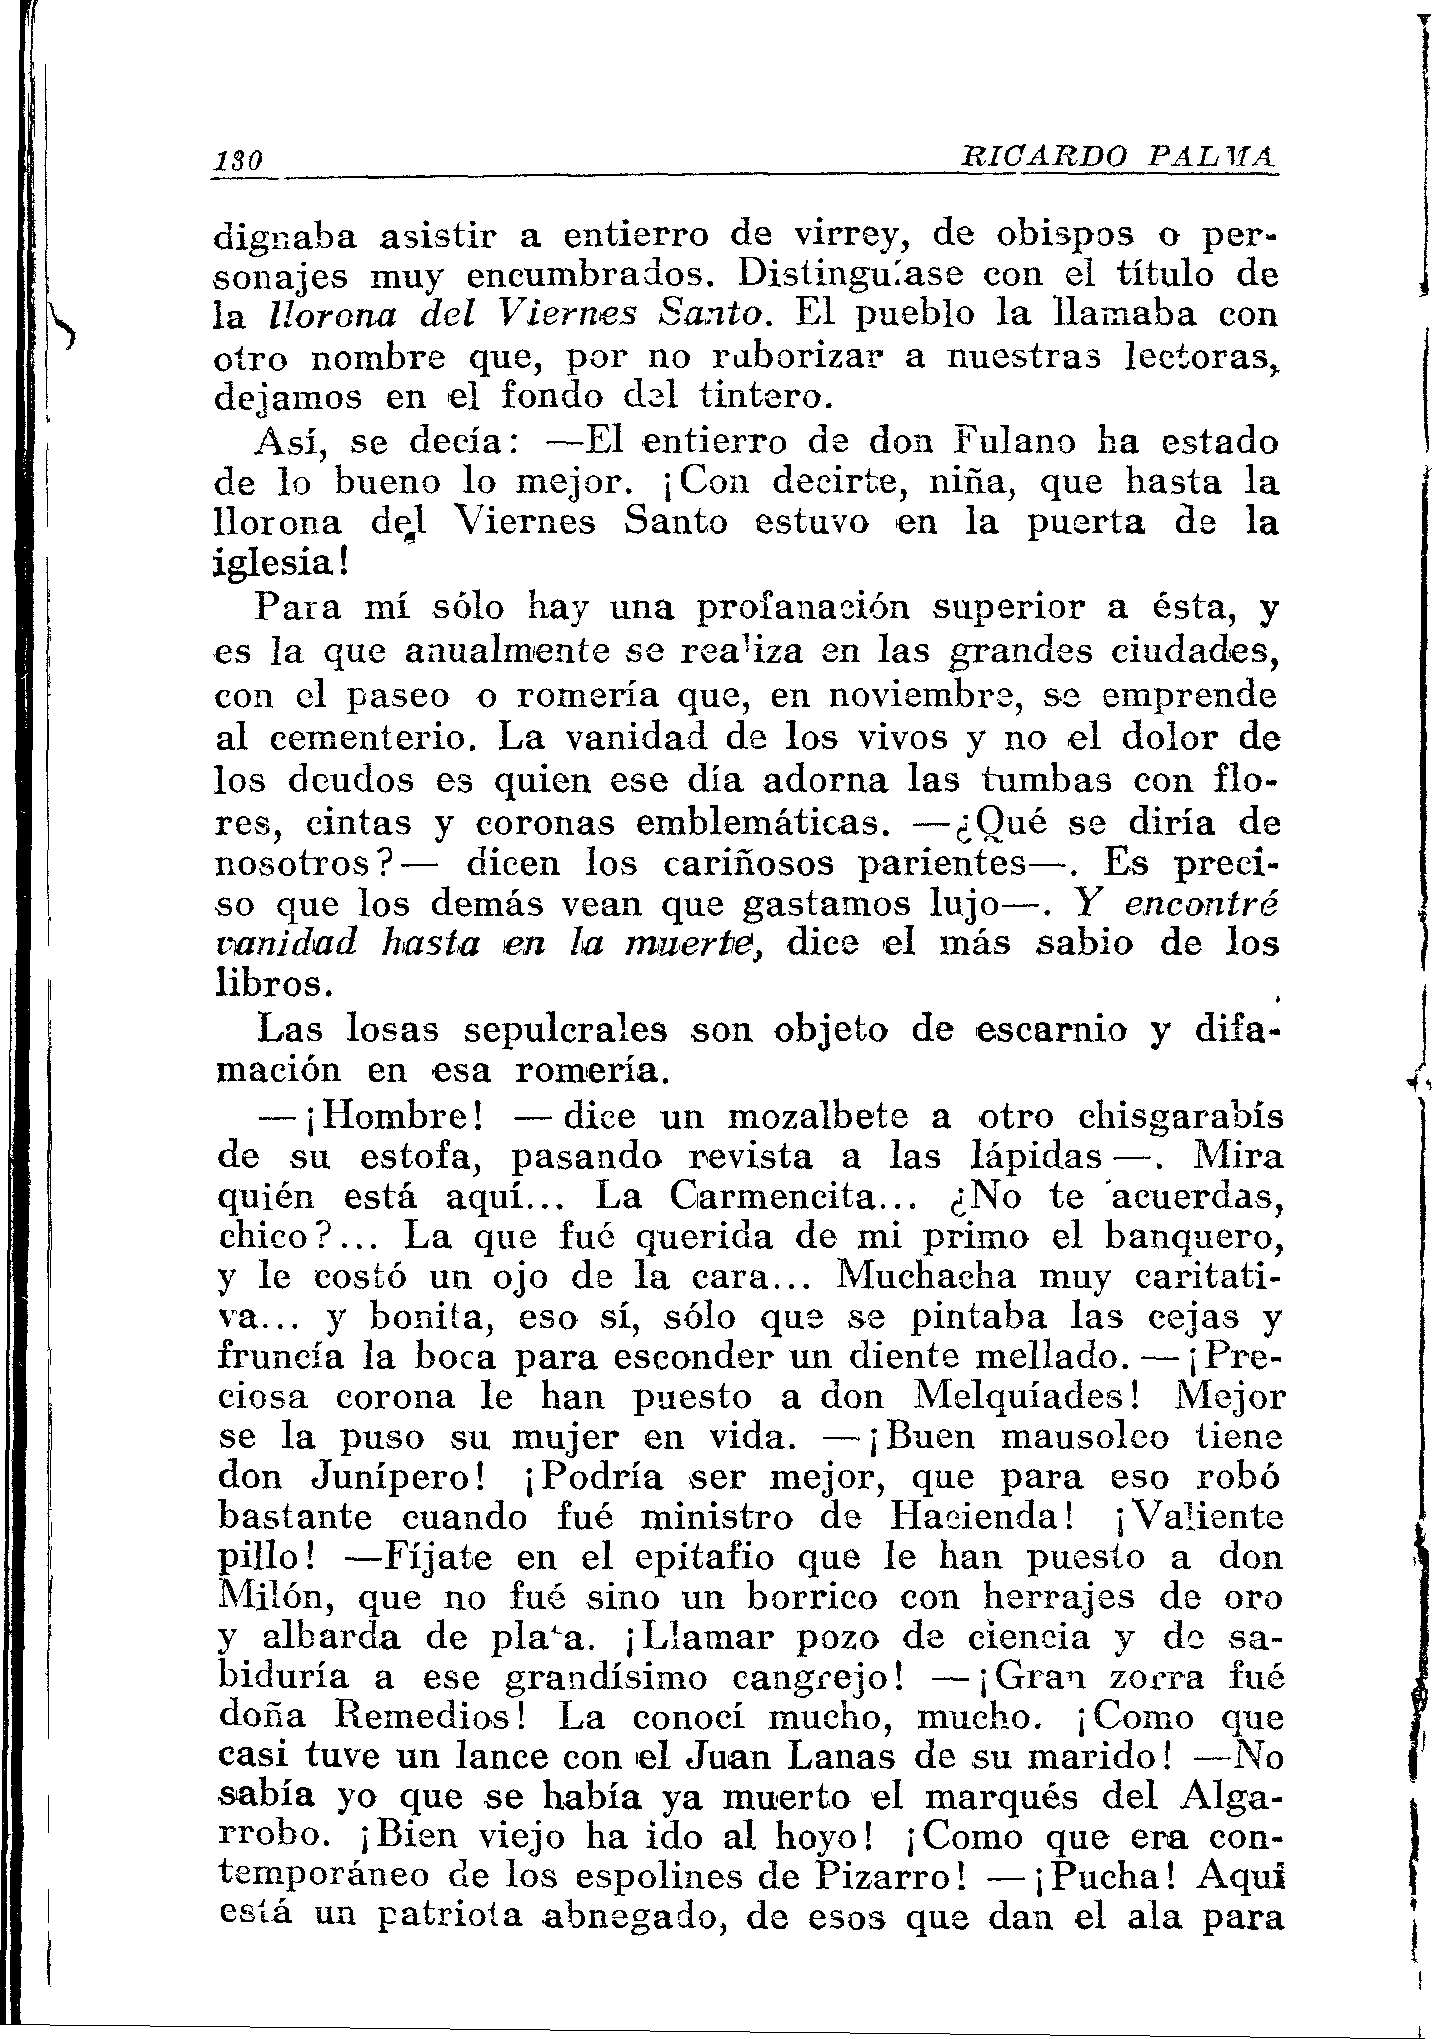 130 RICARDO PALMA
dignaba asistir a entierro de virrey, de obispos o per-
sonajes muy encumbrados. Distinguíase con el título de
la llorona del Viernes Santo. El pueblo la llamaba con
otro nombre que, por no ruborizar a nuestras lectoras,
dejamos en el fondo del tintero.
Así, se decía: —El entierro de don Fulano ha estado
de lo bueno lo mejor. ¡Con decirte, niña, que hasta la
llorona del Viernes Santo estuvo en la puerta de la
iglesia!
Para mí sólo hay una profanación superior a ésta, y
es la que anualmente se realiza en las grandes ciudades,
con el paseo o romería que, en noviembre, se emprende
al cementerio. La vanidad de los vivos y no el dolor de
los deudos es quien ese día adorna las tumbas con flo-
res, cintas y coronas emblemáticas. —¿Qué se diría de
nosotros?— dicen los cariñosos parientes—. Es preci-
so que los demás vean que gastamos lujo—. Y encontré
vanidad hasta en la muerte, dice el más sabio de los
libros.
Las losas sepulcrales son objeto de escarnio y difa-
mación en esa romería.
—¡Hombre! —dice un mozalbete a otro chisgarabís
de su estofa, pasando revista a las lápidas—. Mira
quién está aquí... La Carmencita... ¿No te acuerdas,
chico?... La que fué querida de mi primo el banquero,
y le costó un ojo de la cara... Muchacha muy caritati-
va... y bonita, eso sí, sólo que se pintaba las cejas y
fruncía la boca para esconder un diente mellado. —¡Pre-
ciosa corona le han puesto a don Melquíades! Mejor
se la puso su mujer en vida. —¡Buen mausoleo tiene
don Junípero! ¡Podría ser mejor, que para eso robó
bastante cuando fué ministro de Hacienda! ¡Valiente
pillo! —Fíjate en el epitafio que le han puesto a don
Milón, que no fué sino un borrico con herrajes de oro
y albarda de plata. ¡Llamar pozo de ciencia y de sa-
biduría a ese grandísimo cangrejo! —¡Gran zorra fué
doña Remedios! La conocí mucho, mucho. ¡Como que
casi tuve un lance con el Juan Lanas de su marido! —No
sabía yo que se había ya muerto el marqués del Alga-
rrobo. ¡Bien viejo ha ido al hoyo! ¡Como que era con-
temporáneo de los espolines de Pizarro! —¡Pucha! Aquí
está un patriota abnegado, de esos que dan el ala para